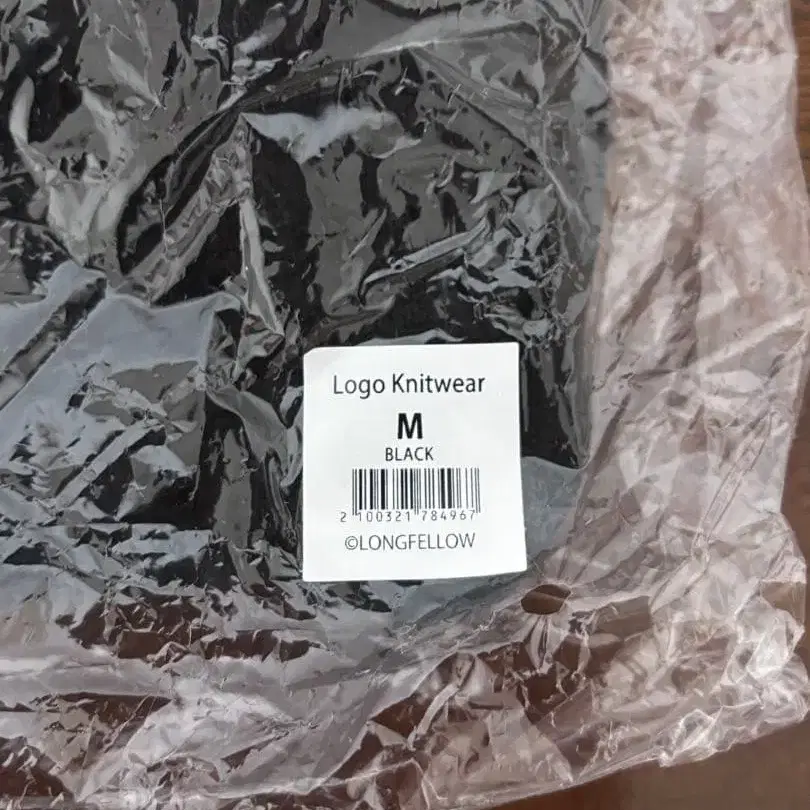 Logo Knitwear
M
BLACK
2 100321 784967
©LONGFELLOW